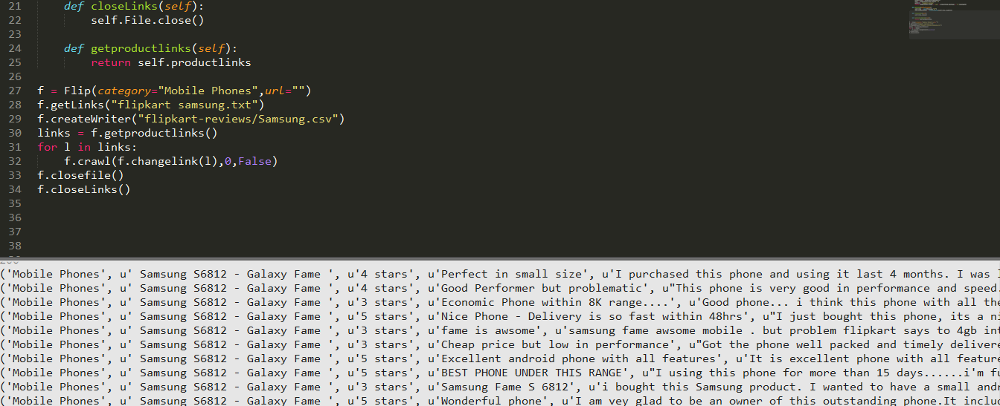 21 def closeLinks(self):
22 self.File.close()
23
24 def getproductlinks(self):
25 return self.productlinks
26
27 f = Flip(category="Mobile Phones",url="")
28 f.getLinks("flipkart samsung.txt")
29 f.createWriter("flipkart-reviews/Samsung.csv")
30 links = f.getproductlinks()
31 for l in links:
32 f.crawl(f.changelink(l),0,False)
33 f.closefile()
34 f.closeLinks()
35
36
37
38
('Mobile Phones', u' Samsung S6812 - Galaxy Fame ', u'4 stars', u'Perfect in small size', u'I purchased this phone and using it last 4 months. I was
('Mobile Phones', u' Samsung S6812 - Galaxy Fame ', u'4 stars', u'Good Performer but problematic', u"This phone is very good in performance and speed.
('Mobile Phones', u' Samsung S6812 - Galaxy Fame ', u'3 stars', u'Economic Phone within 8K range....', u'Good phone... i think this phone with all the
('Mobile Phones', u' Samsung S6812 - Galaxy Fame ', u'5 stars', u'Nice Phone - Delivery is so fast within 48hrs', u"I just bought this phone, its a ni
('Mobile Phones', u' Samsung S6812 - Galaxy Fame ', u'3 stars', u'fame is awsome', u'samsung fame awsome mobile . but problem flipkart says to 4gb int
('Mobile Phones', u' Samsung S6812 - Galaxy Fame ', u'3 stars', u'Cheap price but low in performance', u"Got the phone well packed and timely delivere
('Mobile Phones', u' Samsung S6812 - Galaxy Fame ', u'5 stars', u'Excellent android phone with all features', u'It is excellent phone with all feature
('Mobile Phones', u' Samsung S6812 - Galaxy Fame ', u'5 stars', u'BEST PHONE UNDER THIS RANGE', u"I using this phone for more than 15 days......i'm fu
('Mobile Phones', u' Samsung S6812 - Galaxy Fame ', u'3 stars', u'Samsung Fame S 6812', u'i bought this Samsung product. I wanted to have a small and
('Mobile Phones', u' Samsung S6812 - Galaxy Fame ', u'5 stars', u'Wonderful phone', u'I am vey glad to be an owner of this outstanding phone.It inclu